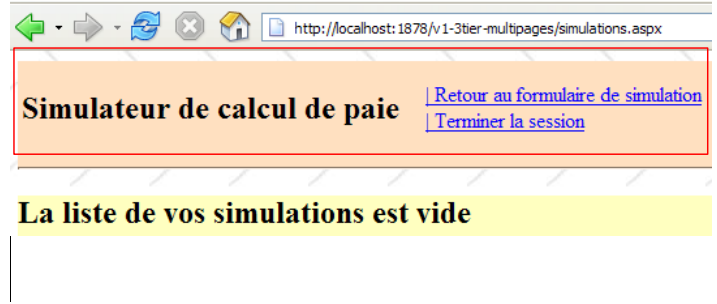 http://localhost:1878/v1-3tier-multipages/simulations.aspx
Simulateur de calcul de paie
| Retour au formulaire de simulation
| Terminer la session
La liste de vos simulations est vide